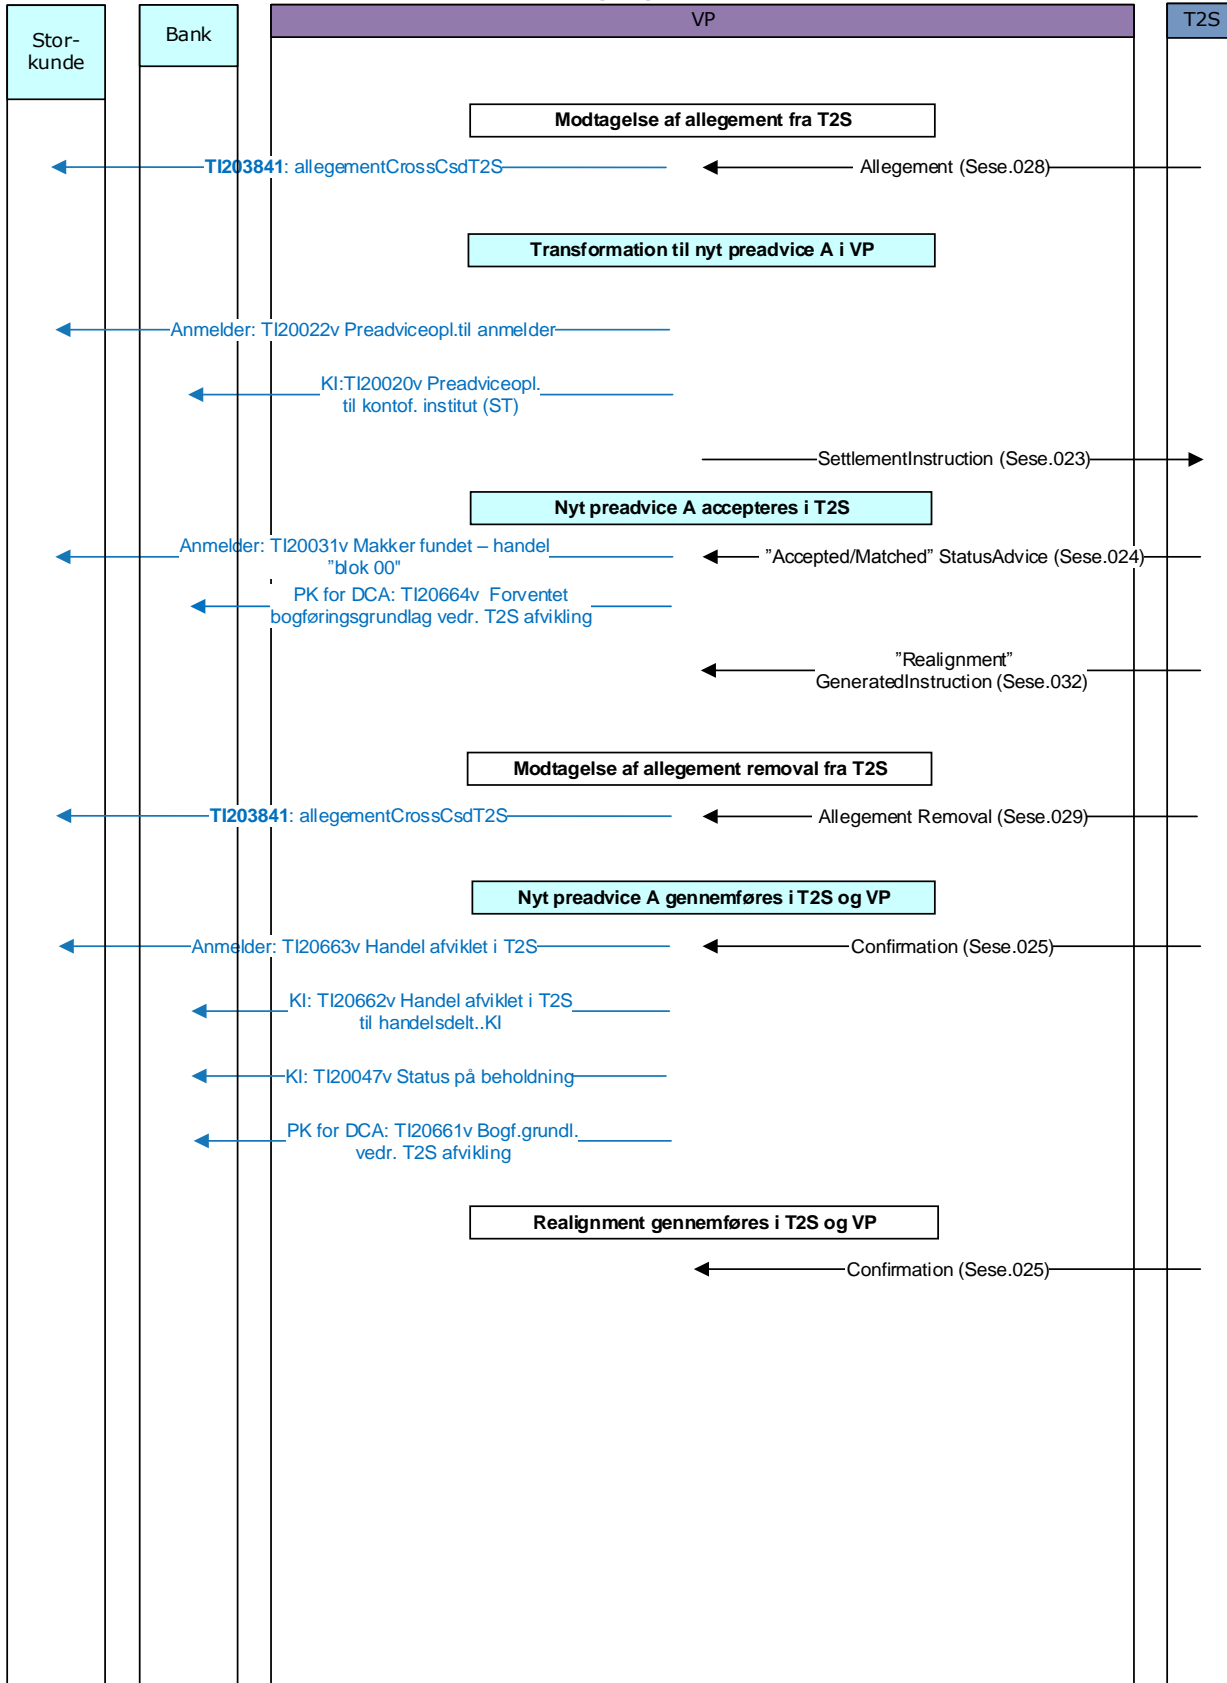 Stor-
kunde
Bank
VP
T2S
Modtagelse af allegement fra T2S
TI203841: allegementCrossCsdT2S
Allegement (Sese.028)
Transformation til nyt preadvice A i VP
Anmelder: TI20022v Preadviceopl.til anmelder
KI:TI20020v Preadviceopl.
til kontof. institut (ST)
SettlementInstruction (Sese.023)
Nyt preadvice A accepteres i T2S
Anmelder: TI20031v Makker fundet – handel
"blok 00"
"Accepted/Matched" StatusAdvice (Sese.024)
PK for DCA: TI20664v Forventet
bogføringsgrundlag vedr. T2S afvikling
"Realignment"
GeneratedInstruction (Sese.032)
Modtagelse af allegement removal fra T2S
TI203841: allegementCrossCsdT2S
Allegement Removal (Sese.029)
Nyt preadvice A gennemføres i T2S og VP
Anmelder: TI20663v Handel afviklet i T2S
Confirmation (Sese.025)
KI: TI20662v Handel afviklet i T2S
til handelsdelt..KI
KI: TI20047v Status på beholdning
PK for DCA: TI20661v Bogf.grundl.
vedr. T2S afvikling
Realignment gennemføres i T2S og VP
Confirmation (Sese.025)